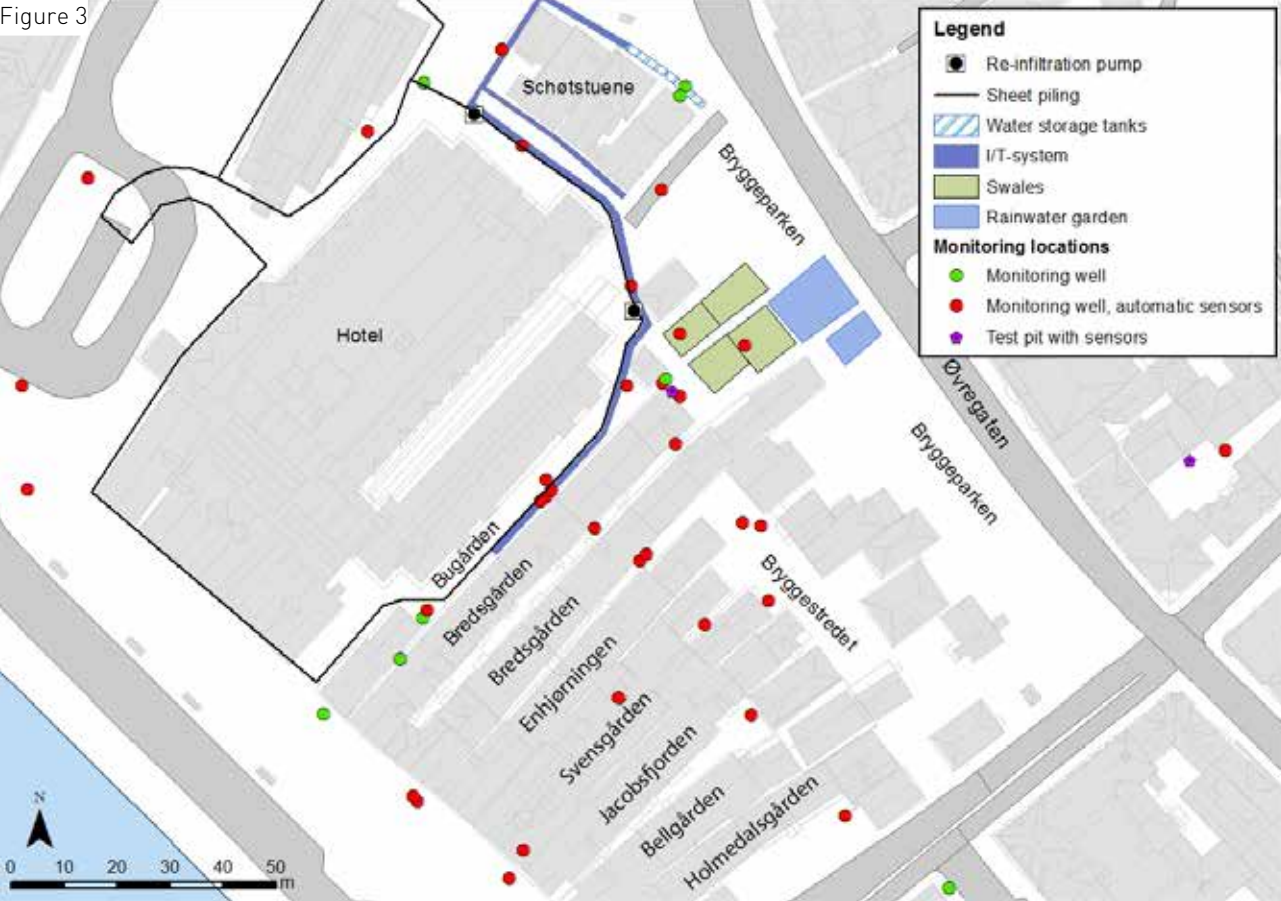 Figure 3
Legend
Re-infiltration pump
Sheet piling
Water storage tanks
I/T-system
Swales
Rainwater garden
Monitoring locations
Monitoring well
Monitoring well, automatic sensors
Test pit with sensors
Schøtstuene
Bryggeparken
Hotel
Øvregaten
Bryggeparken
Bugården
Bredsgården
Bredsgården
Bryggestredet
Enhjørningen
Svensgården
Jacobsfjorden
Bellgården
Holmedalsgården
N
0 10 20 30 40 50
m